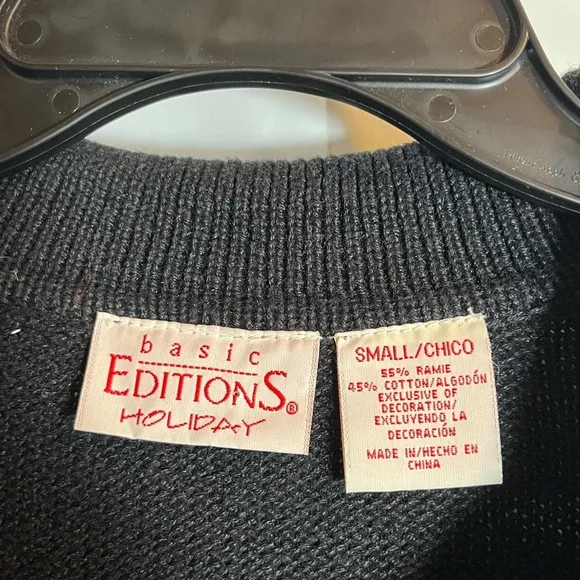 basic
EDITIONS®
HOLIDAY
SMALL/CHICO
55% RAMIE
45% COTTON/ALGODÓN
EXCLUSIVE OF
DECORATION/
EXCLUYENDO LA
DECORACIÓN
MADE IN/HECHO EN
CHINA